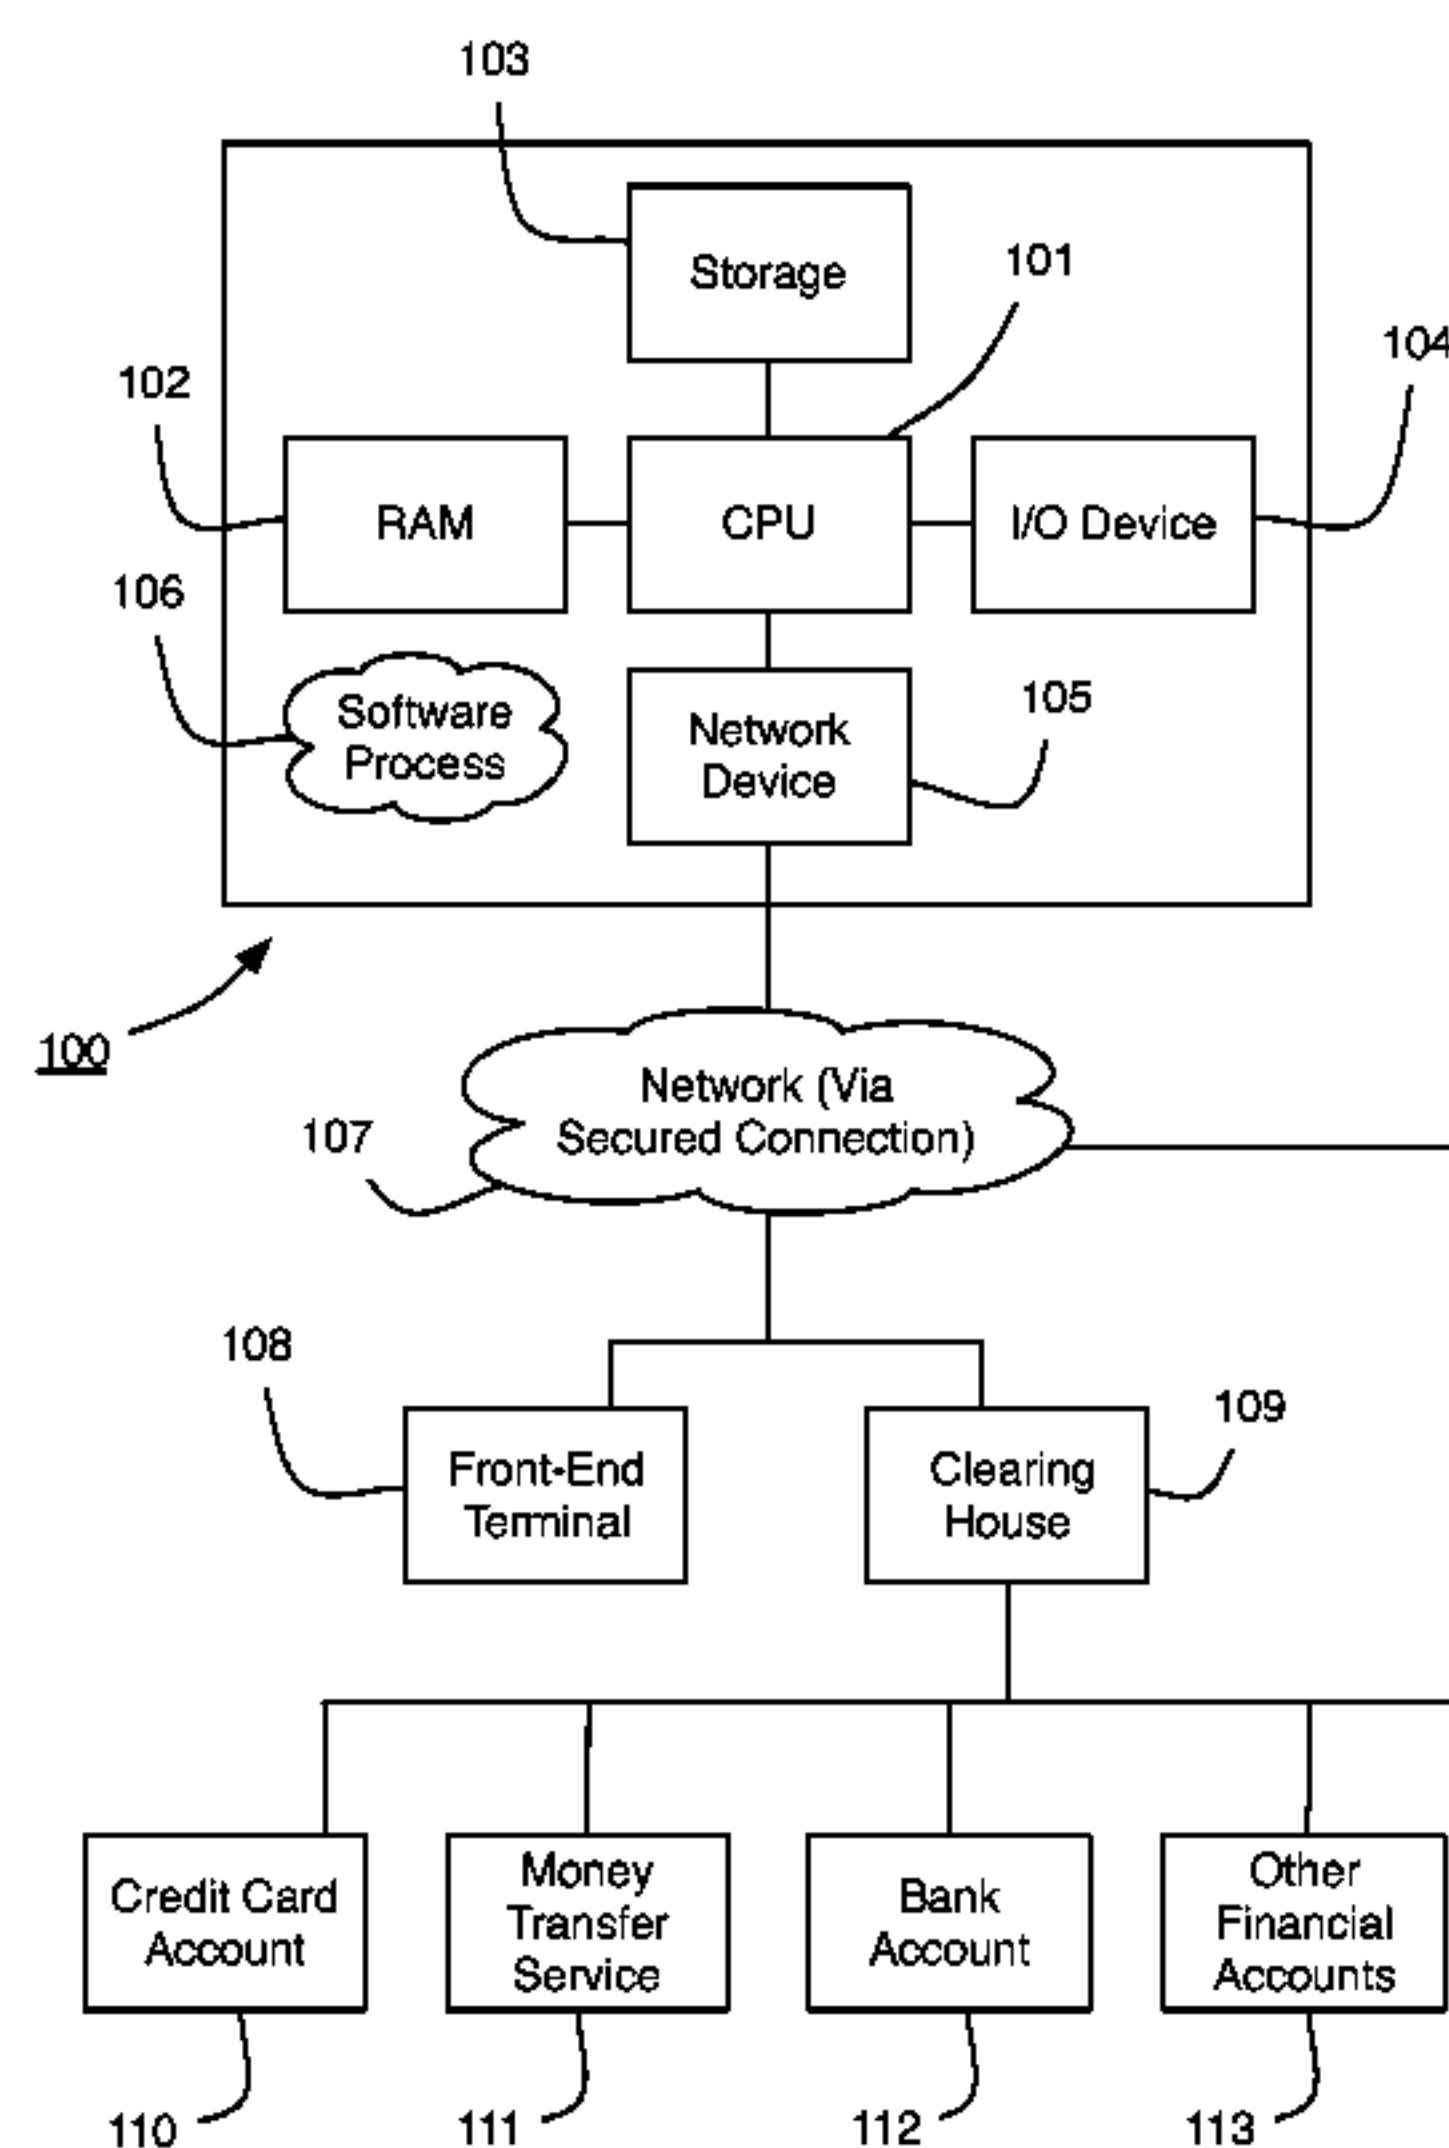 103
Storage
101
104
102
RAM
CPU
I/O Device
106
Software
Process
Network
Device
105
100
Network (Via
Secured Connection)
107
108
Front-End
Terminal
Clearing
House
109
Credit Card
Account
Money
Transfer
Service
Bank
Account
Other
Financial
Accounts
110
111
112
113